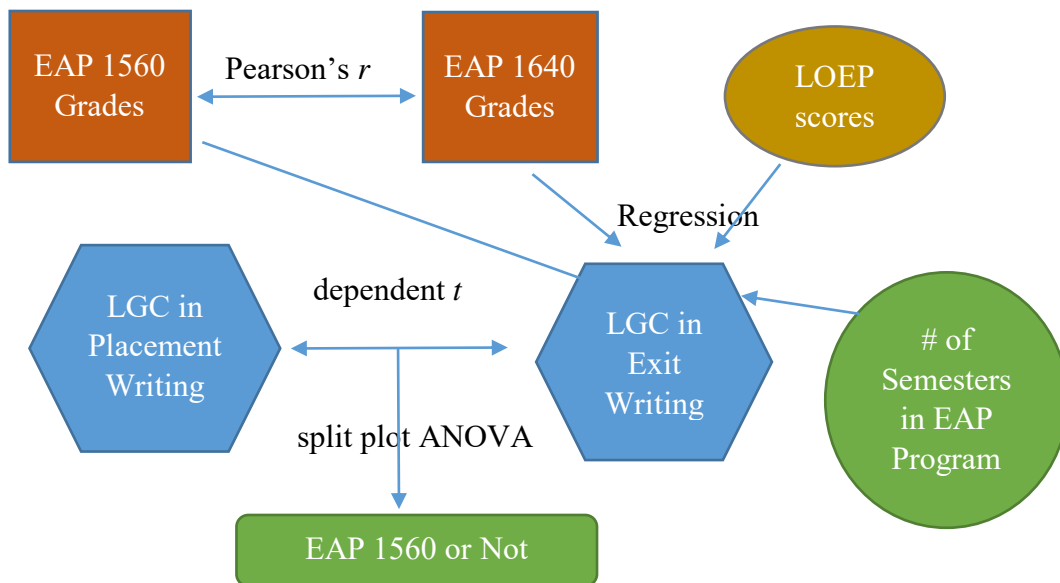 EAP 1560
Grades
Pearson’s r
EAP 1640
Grades
LOEP
scores
Regression
LGC in
Placement
Writing
dependent t
LGC in
Exit
Writing
# of
Semesters
in EAP
Program
split plot ANOVA
EAP 1560 or Not